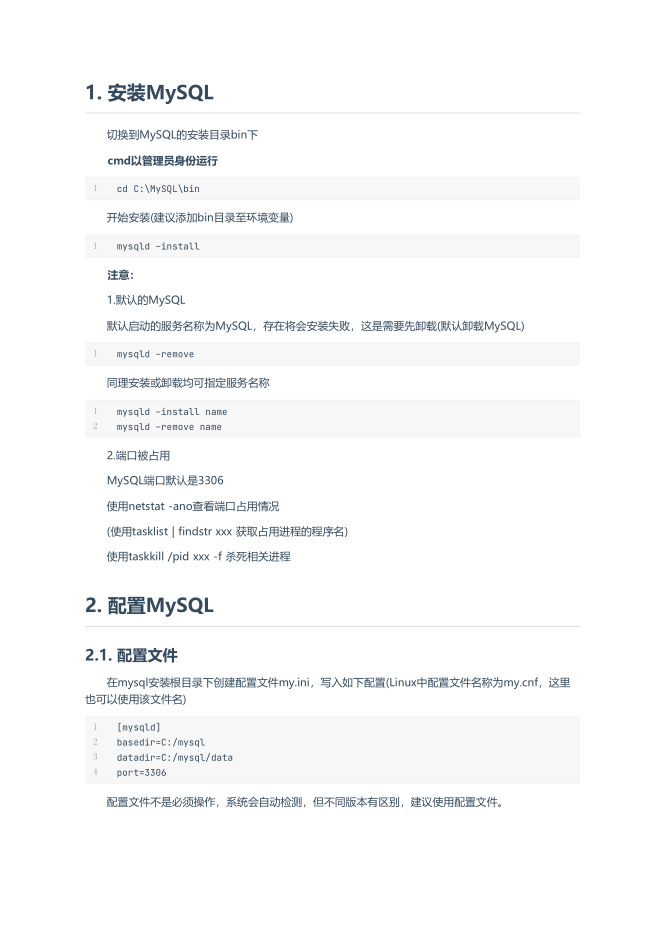 1. 安装MySQL
切换到MySQL的安装目录bin下
cmd以管理员身份运行
1 cd C:\MySQL\bin
开始安装(建议添加bin目录至环境变量)
1 mysqld -install
注意：
1.默认的MySQL
默认启动的服务名称为MySQL，存在将会安装失败，这是需要先卸载(默认卸载MySQL)
1 mysqld -remove
同理安装或卸载均可指定服务名称
1 mysqld -install name
2 mysqld -remove name
2.端口被占用
MySQL端口默认是3306
使用netstat -ano查看端口占用情况
(使用tasklist | findstr xxx 获取占用进程的程序名)
使用taskkill /pid xxx -f 杀死相关进程
2. 配置MySQL
2.1. 配置文件
在mysql安装根目录下创建配置文件my.ini，写入如下配置(Linux中配置文件名称为my.cnf，这里
也可以使用该文件名)
1 [mysqld]
2 basedir=C:/mysql
3 datadir=C:/mysql/data
4 port=3306
配置文件不是必须操作，系统会自动检测，但不同版本有区别，建议使用配置文件。